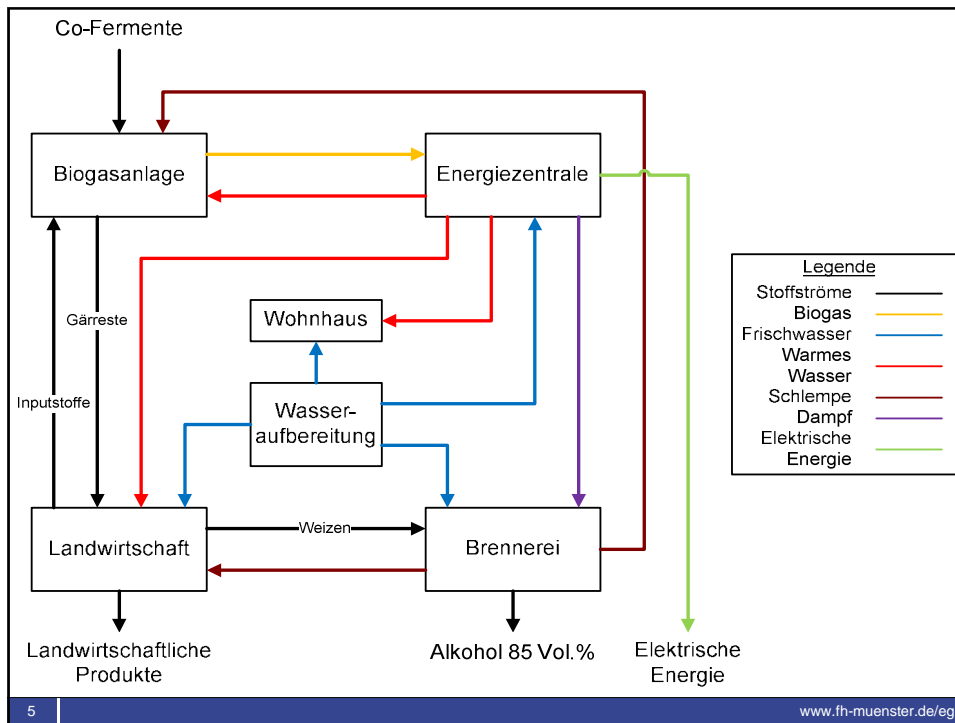 Co-Fermente
Biogasanlage
Energiezentrale
Gärreste
Wohnhaus
Inputstoffe
Wasser-
aufbereitung
Landwirtschaft
Weizen
Brennerei
Landwirtschaftliche
Produkte
Alkohol 85 Vol.%
Elektrische
Energie
Legende
Stoffströme
Biogas
Frischwasser
Warmes
Wasser
Schlempe
Dampf
Elektrische
Energie
5
www.fh-muenster.de/eg